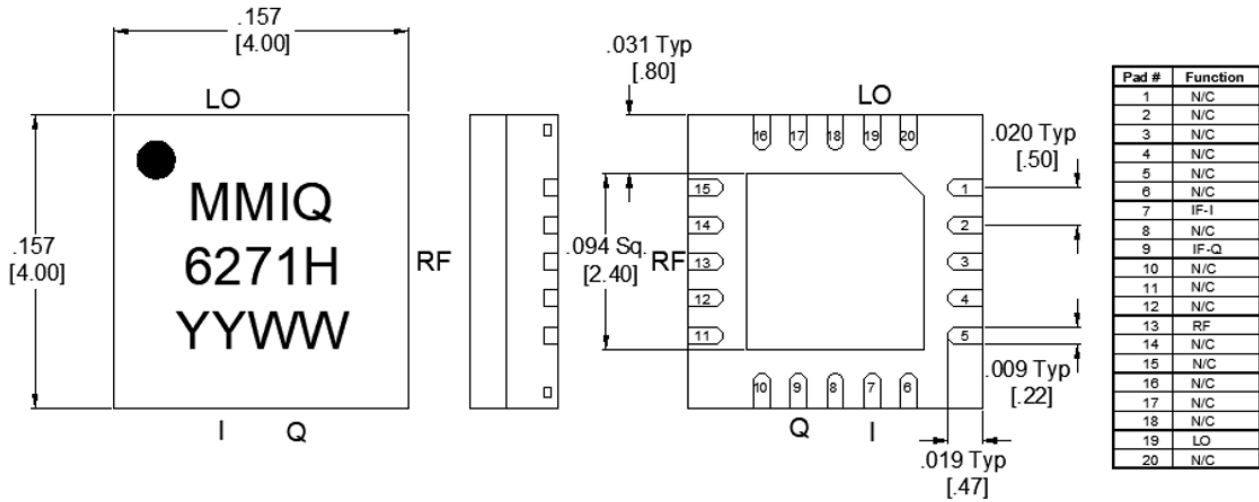 .157
[4.00]
LO
.157
[4.00]
MMIQ
6271H
YYWW
RF
I Q
.031 Typ
[.80]
LO
16 17 18 19 20
.020 Typ
[.50]
15
14
13
12
11
1
2
3
4
5
.094 Sq.
[2.40]
RF
10 9 8 7 6
Q I
.009 Typ
[.22]
.019 Typ
[.47]
Pad # Function
1 N/C
2 N/C
3 N/C
4 N/C
5 N/C
6 N/C
7 IF-I
8 N/C
9 IF-Q
10 N/C
11 N/C
12 N/C
13 RF
14 N/C
15 N/C
16 N/C
17 N/C
18 N/C
19 LO
20 N/C